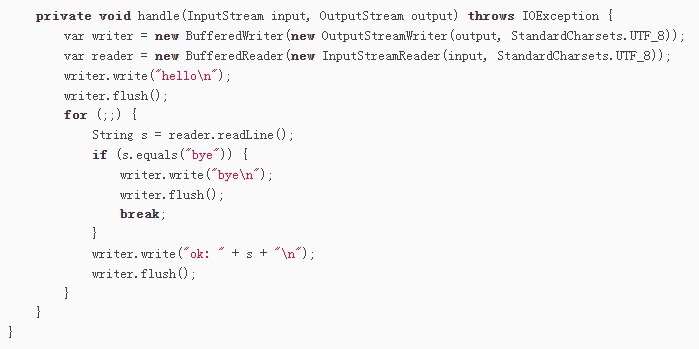 private void handle(InputStream input, OutputStream output) throws IOException {
        var writer = new BufferedWriter(new OutputStreamWriter(output, StandardCharsets.UTF_8));
        var reader = new BufferedReader(new InputStreamReader(input, StandardCharsets.UTF_8));
        writer.write("hello\n");
        writer.flush();
        for (;;) {
            String s = reader.readLine();
            if (s.equals("bye")) {
                writer.write("bye\n");
                writer.flush();
                break;
            }
            writer.write("ok: " + s + "\n");
            writer.flush();
        }
    }
}